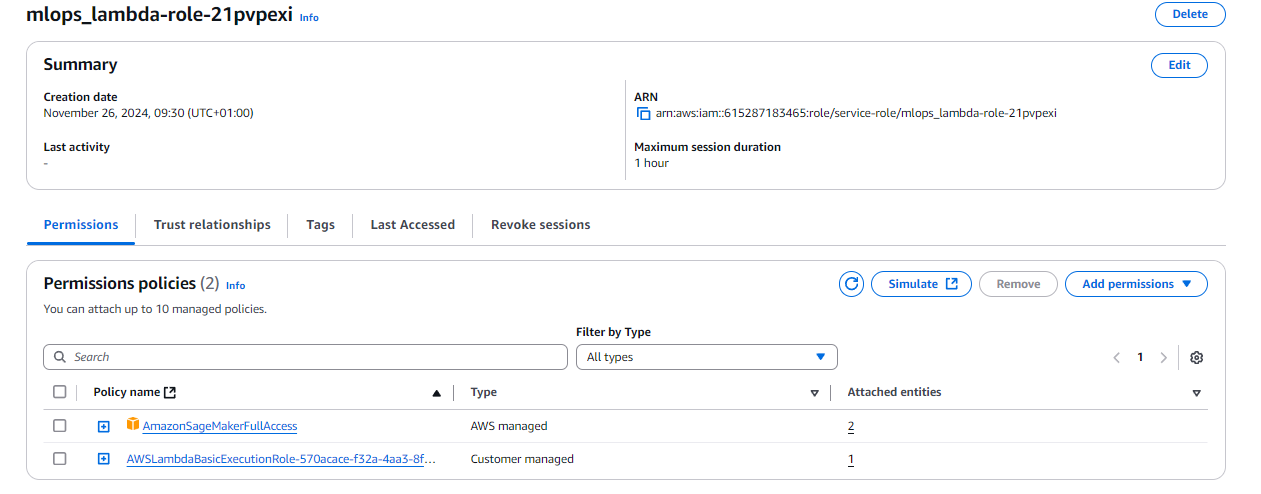 mlops_lambda-role-21pvpexi Info
Delete
Summary
Edit
Creation date
November 26, 2024, 09:30 (UTC+01:00)
ARN
arn:aws:iam::615287183465:role/service-role/mlops_lambda-role-21pvpexi
Last activity
-
Maximum session duration
1 hour
Permissions Trust relationships Tags Last Accessed Revoke sessions
Permissions policies (2) Info
Simulate Remove Add permissions
You can attach up to 10 managed policies.
Filter by Type
Search All types 1
Policy name Type Attached entities
AmazonSageMakerFullAccess AWS managed 2
AWSLambdaBasicExecutionRole-570acace-f32a-4aa3-8f... Customer managed 1